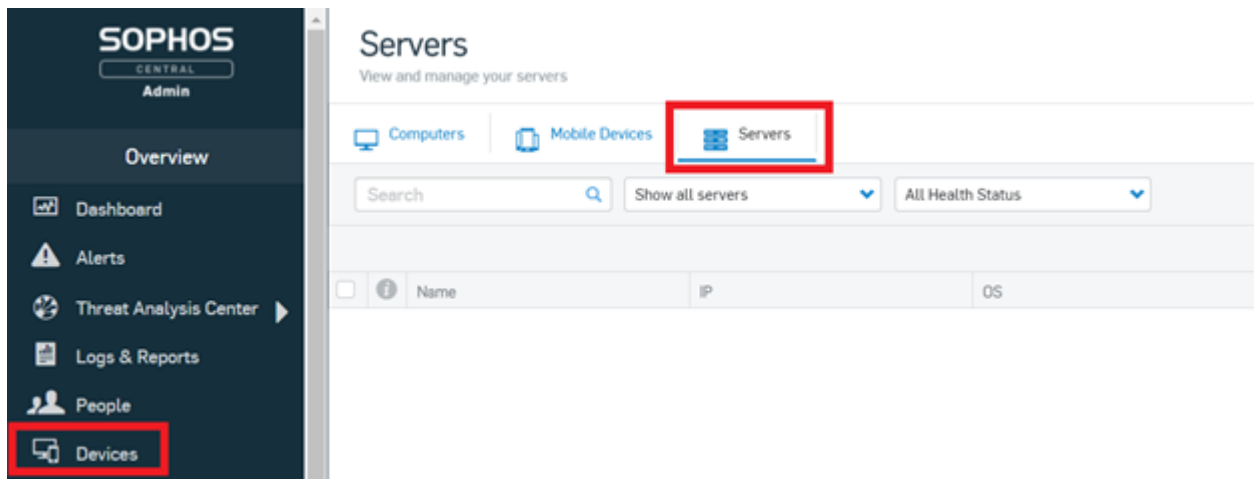 SOPHOS
CENTRAL
Admin
Overview
Dashboard
Alerts
Threat Analysis Center
Logs & Reports
People
Devices
Servers
View and manage your servers
Computers Mobile Devices Servers
Search Show all servers All Health Status
Name IP OS